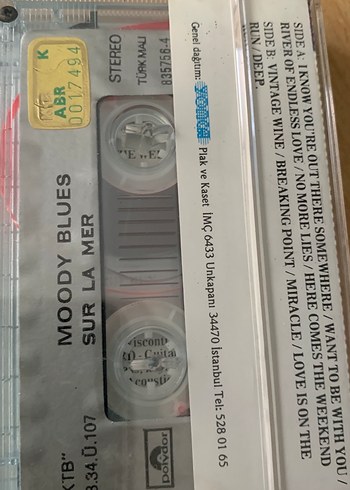 SIDE A: I KNOW YOU'RE OUT THERE SOMEWHERE / WANT TO BE WITH YOU /
RIVER OF ENDLESS LOVE / NO MORE LIES / HERE COMES THE WEEKEND
SIDE B: VINTAGE WINE / BREAKING POINT / MIRACLE / LOVE IS ON THE
RUN / DEEP
Genel dağıtım: Plak ve Kaset İMÇ 6433 Unkapanı 34470 İstanbul Tel: 528 01 65
STEREO
TÜRK MALI
835756-4
K
ABR
0017494
MOODY BLUES
SUR LA MER
polydor
KTB"
34.Ü.107